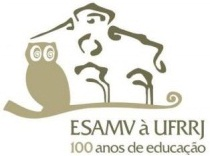 ESAMV à UFRRJ
100 anos de educação